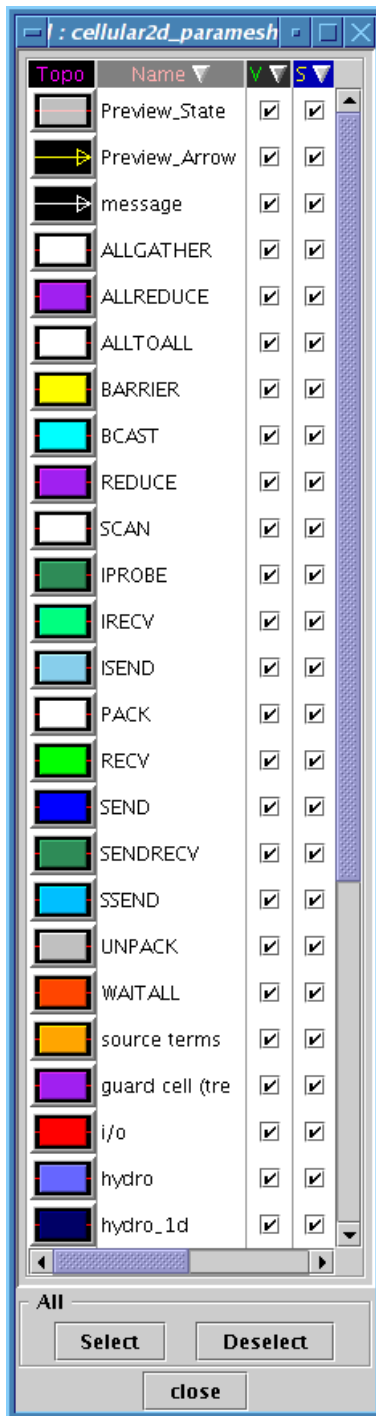 : cellular2d_paramesh
Topo Name V S
Preview_State
Preview_Arrow
message
ALLGATHER
ALLREDUCE
ALLTOALL
BARRIER
BCAST
REDUCE
SCAN
IPROBE
IRECV
ISEND
PACK
RECV
SEND
SENDRECV
SSEND
UNPACK
WAITALL
source terms
guard cell (tre
i/o
hydro
hydro_1d
All
Select Deselect
close